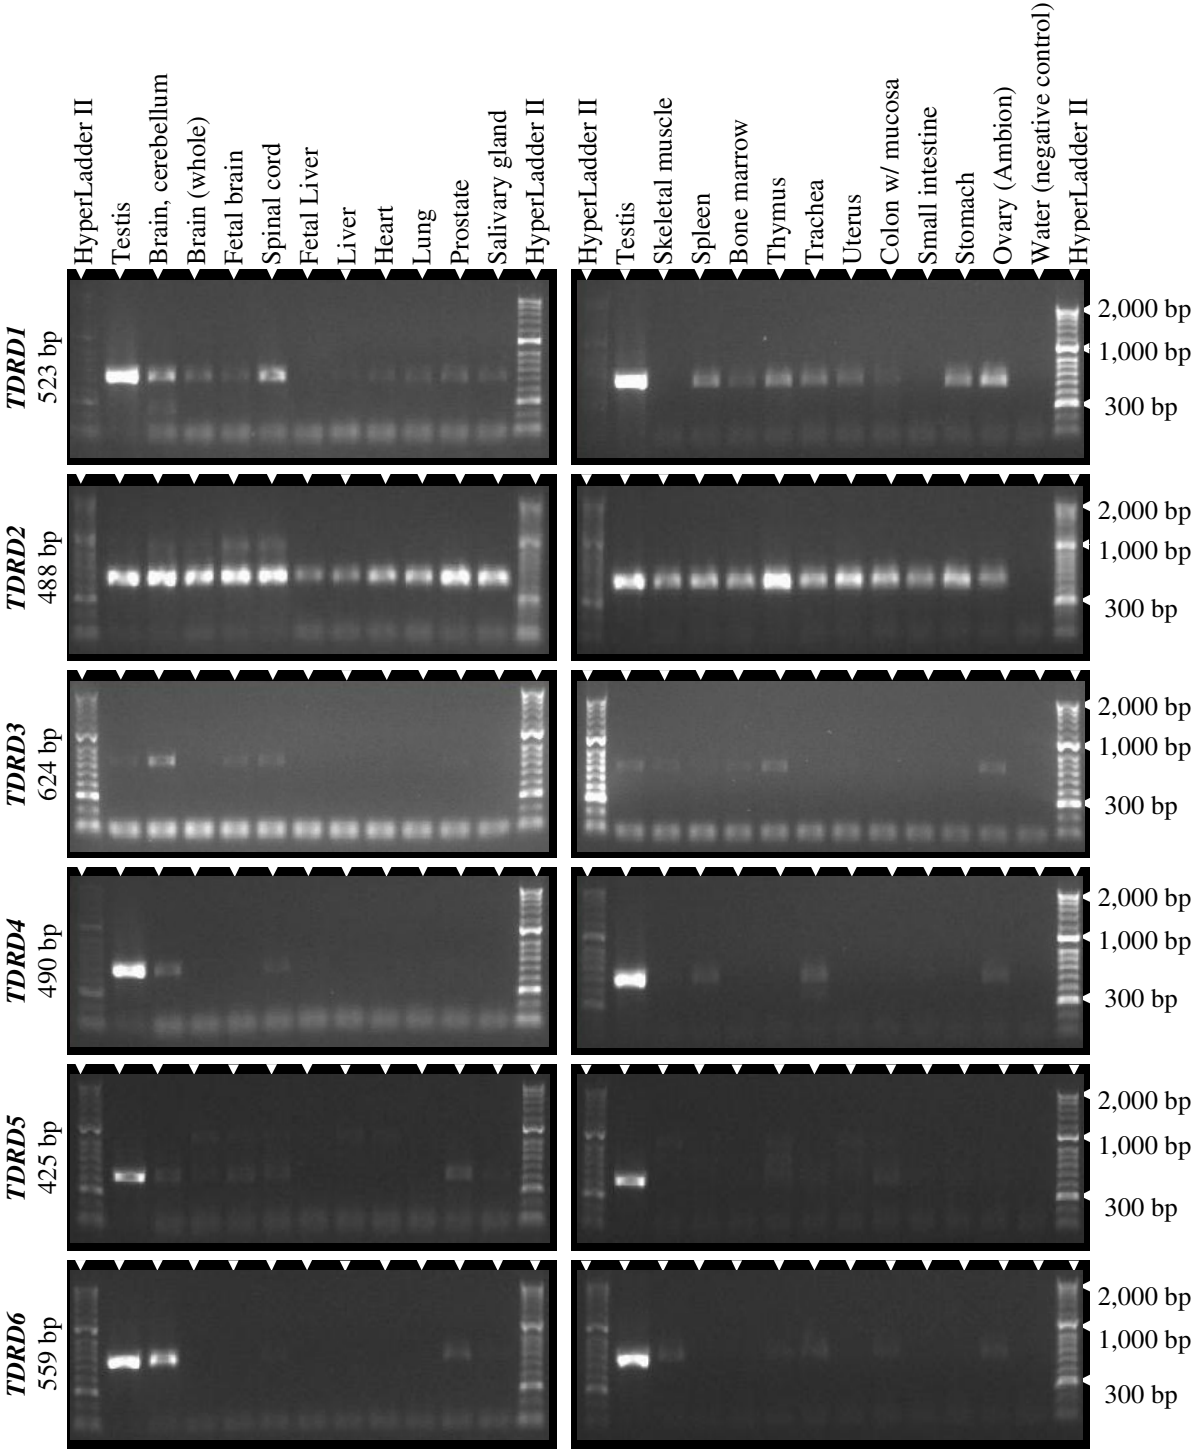 HyperLadder II
Testis
Brain, cerebellum
Brain (whole)
Fetal brain
Spinal cord
Fetal Liver
Liver
Heart
Lung
Prostate
Salivary gland
HyperLadder II
HyperLadder II
Testis
Skeletal muscle
Spleen
Bone marrow
Thymus
Trachea
Uterus
Colon w/ mucosa
Small intestine
Stomach
Ovary (Ambion)
Water (negative control)
HyperLadder II
TDRD1
523 bp
2,000 bp
1,000 bp
300 bp
TDRD2
488 bp
2,000 bp
1,000 bp
300 bp
TDRD3
624 bp
2,000 bp
1,000 bp
300 bp
TDRD4
490 bp
2,000 bp
1,000 bp
300 bp
TDRD5
425 bp
2,000 bp
1,000 bp
300 bp
TDRD6
559 bp
2,000 bp
1,000 bp
300 bp